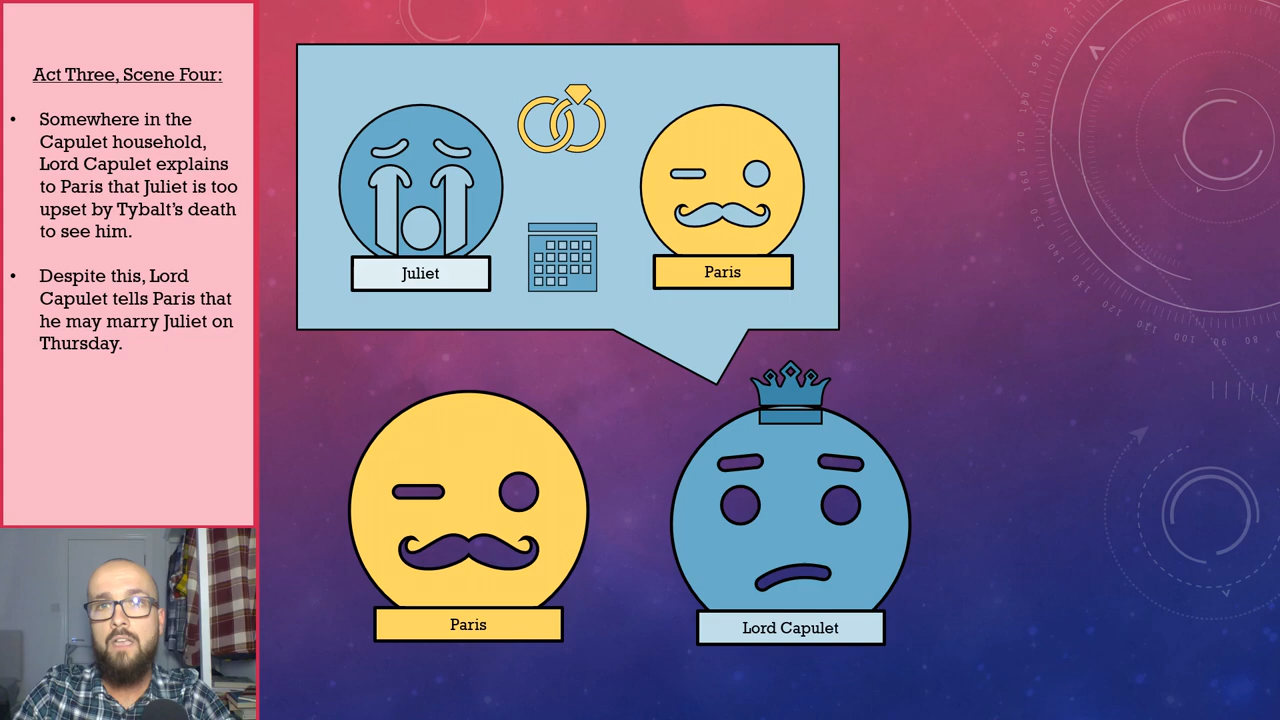 Act Three, Scene Four:
• Somewhere in the
Capulet household,
Lord Capulet explains
to Paris that Juliet is too
upset by Tybalt's death
to see him.
• Despite this, Lord
Capulet tells Paris that
he may marry Juliet on
Thursday.
Juliet
Paris
Paris
Lord Capulet